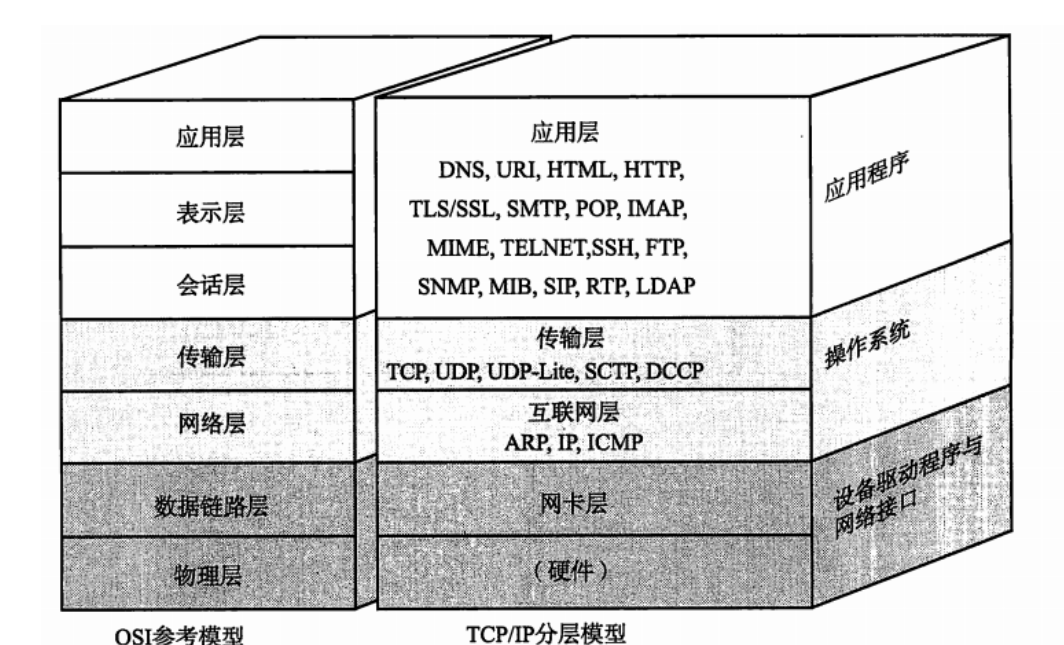 应用层
表示层
会话层
传输层
网络层
数据链路层
物理层
OSI参考模型
应用层
DNS, URI, HTML, HTTP,
TLS/SSL, SMTP, POP, IMAP,
MIME, TELNET,SSH, FTP,
SNMP, MIB, SIP, RTP, LDAP
传输层
TCP, UDP, UDP-Lite, SCTP, DCCP
互联网层
ARP, IP, ICMP
网卡层
（硬件）
TCP/IP分层模型
应用程序
操作系统
设备驱动程序与
网络接口